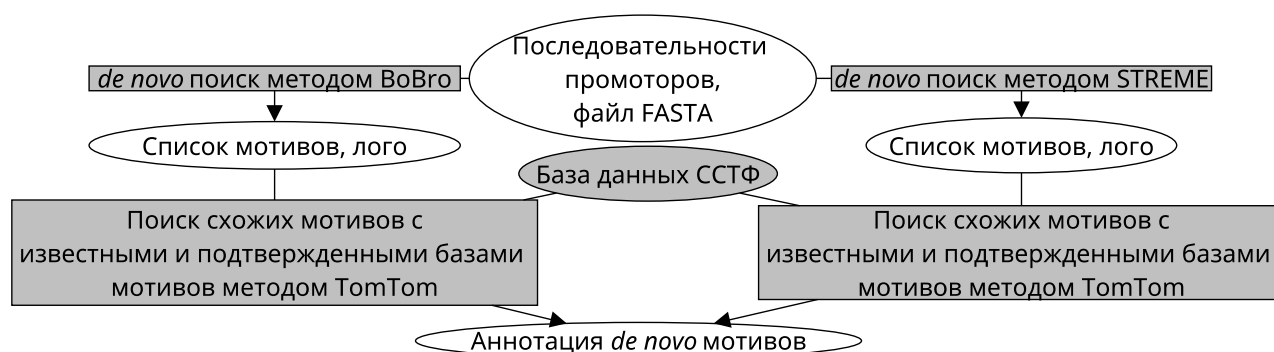 Последовательности
промоторов,
файл FASTA
de novo поиск методом BoBro
de novo поиск методом STREME
Список мотивов, лого
Список мотивов, лого
База данных ССТФ
Поиск схожих мотивов с
известными и подтвержденными базами
мотивов методом TomTom
Поиск схожих мотивов с
известными и подтвержденными базами
мотивов методом TomTom
Аннотация de novo мотивов